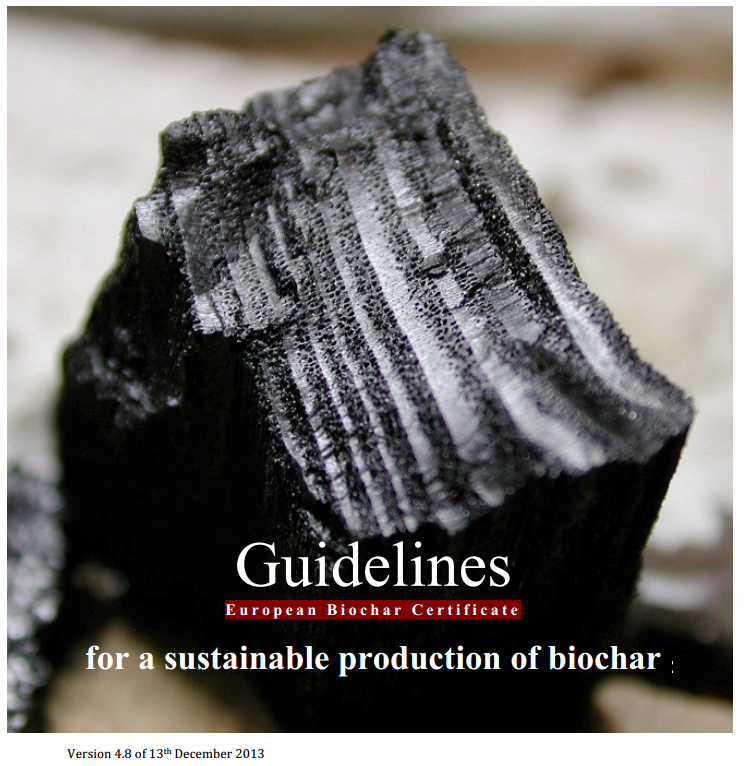 Guidelines
European Biochar Certificate
for a sustainable production of biochar
Version 4.8 of 13th December 2013